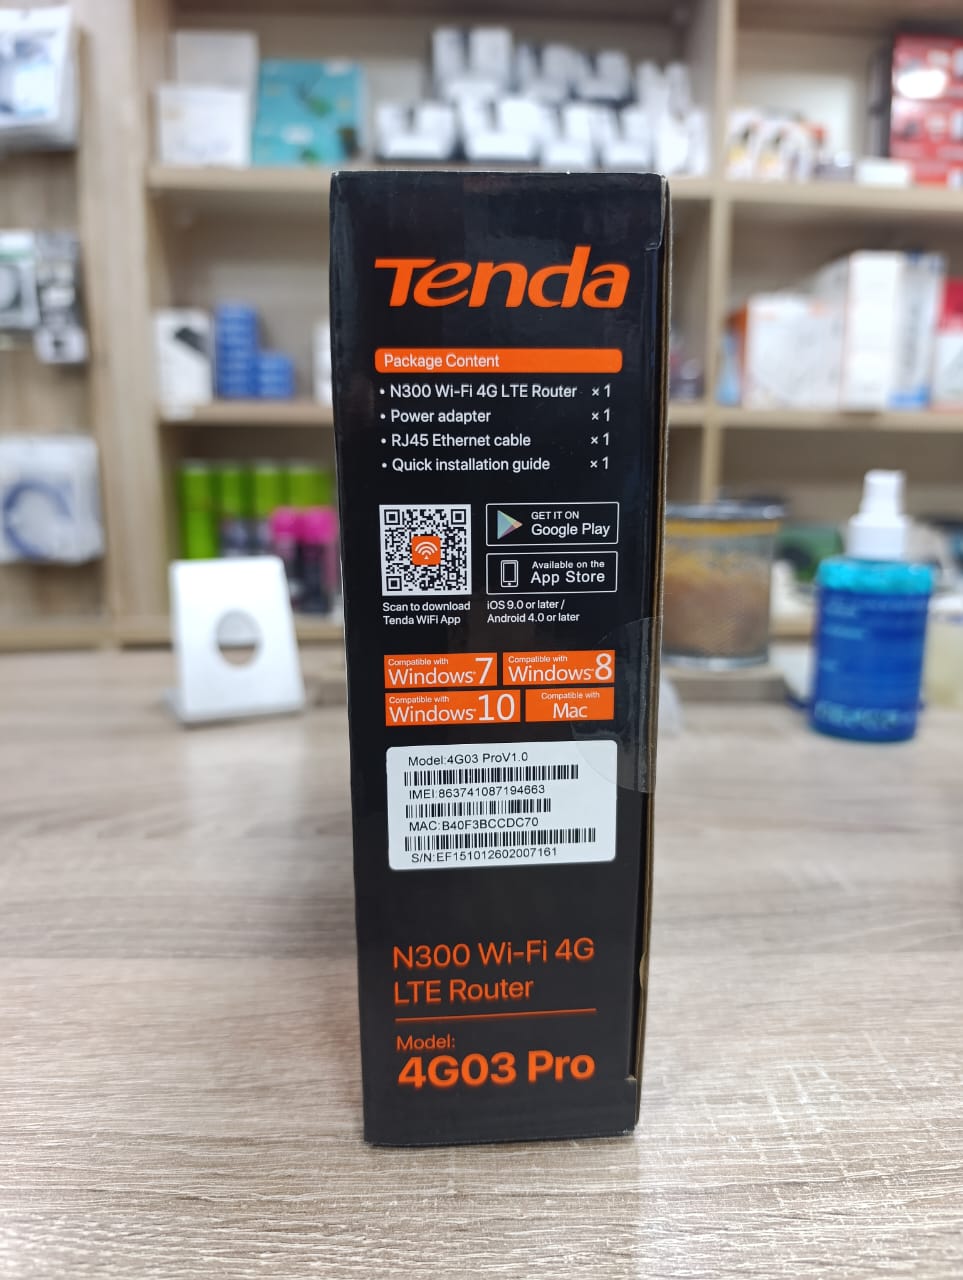 Tenda
Package Content
• N300 Wi-Fi 4G LTE Router × 1
• Power adapter × 1
• RJ45 Ethernet cable × 1
• Quick installation guide × 1
GET IT ON
Google Play
Available on the
App Store
Scan to download
Tenda WiFi App
iOS 9.0 or later /
Android 4.0 or later
Compatible with
Windows 7
Compatible with
Windows 8
Compatible with
Windows 10
Compatible with
Mac
Model:4G03 ProV1.0
IMEI:863741087194663
MAC:B40F3BCCDC70
S/N:EF151012602007161
N300 Wi-Fi 4G
LTE Router
Model:
4G03 Pro